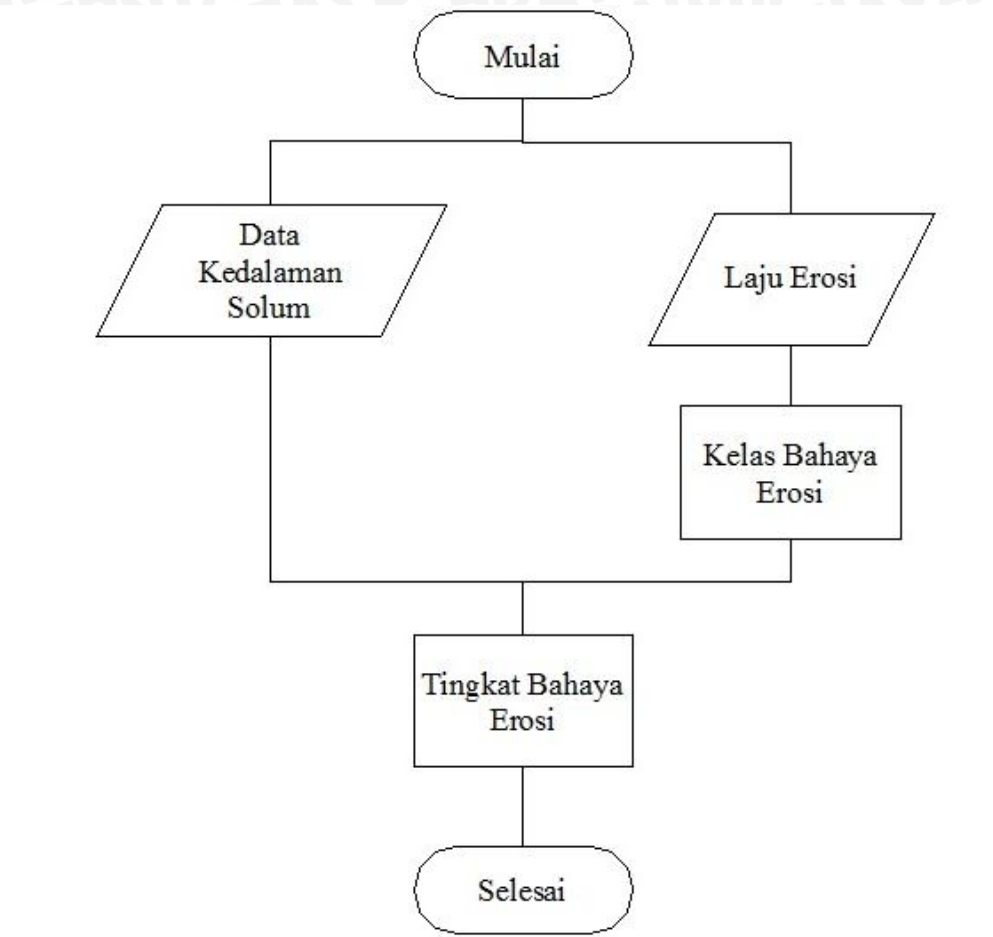 Mulai
Data
Kedalaman
Solum
Laju Erosi
Kelas Bahaya
Erosi
Tingkat Bahaya
Erosi
Selesai